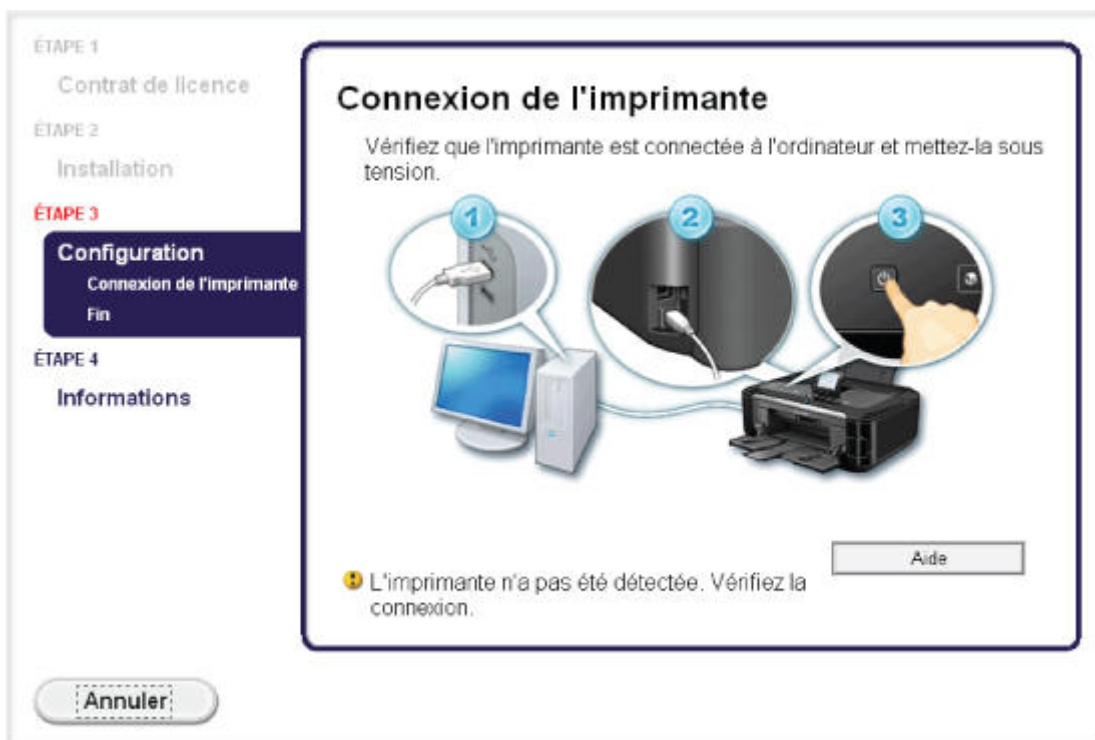 ÉTAPE 1
Contrat de licence
ÉTAPE 2
Installation
ÉTAPE 3
Configuration
Connexion de l'imprimante
Fin
ÉTAPE 4
Informations
Connexion de l'imprimante
Vérifiez que l'imprimante est connectée à l'ordinateur et mettez-la sous
tension.
1
2
3
Aide
L'imprimante n'a pas été détectée. Vérifiez la
connexion.
Annuler